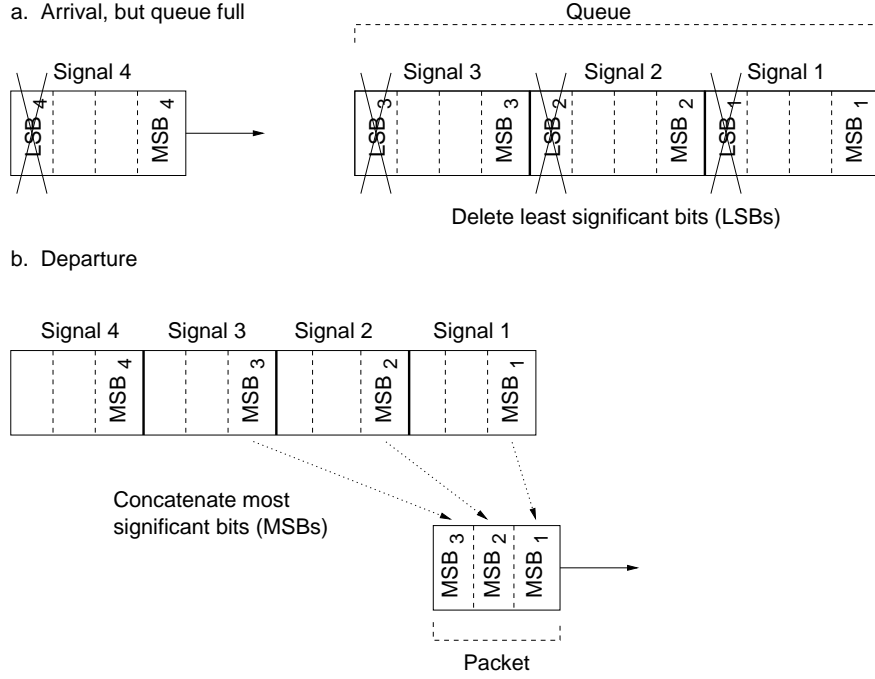 a. Arrival, but queue full
Queue
Signal 4
Signal 3
Signal 2
Signal 1
LSB 4
MSB 4
LSB 3
MSB 3
LSB 2
MSB 2
LSB 1
MSB 1
Delete least significant bits (LSBs)
b. Departure
Signal 4
Signal 3
Signal 2
Signal 1
MSB 4
MSB 3
MSB 2
MSB 1
Concatenate most
significant bits (MSBs)
MSB 3
MSB 2
MSB 1
Packet